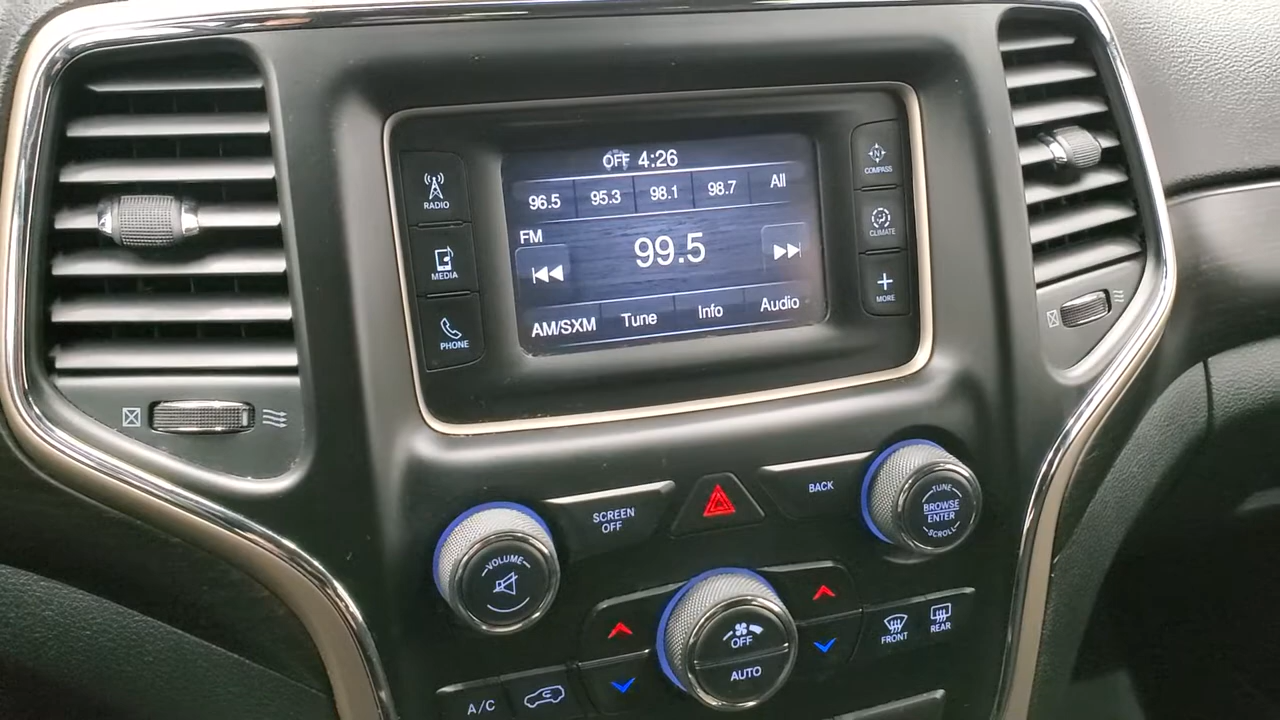 OFF 4:26
96.5 95.3 98.1 98.7 All
FM
99.5
AM/SXM Tune Info Audio
RADIO
MEDIA
PHONE
COMPASS
CLIMATE
MORE
SCREEN
OFF
BACK
TUNE
BROWSE
ENTER
SCROLL
VOLUME
OFF
AUTO
FRONT
REAR
A/C